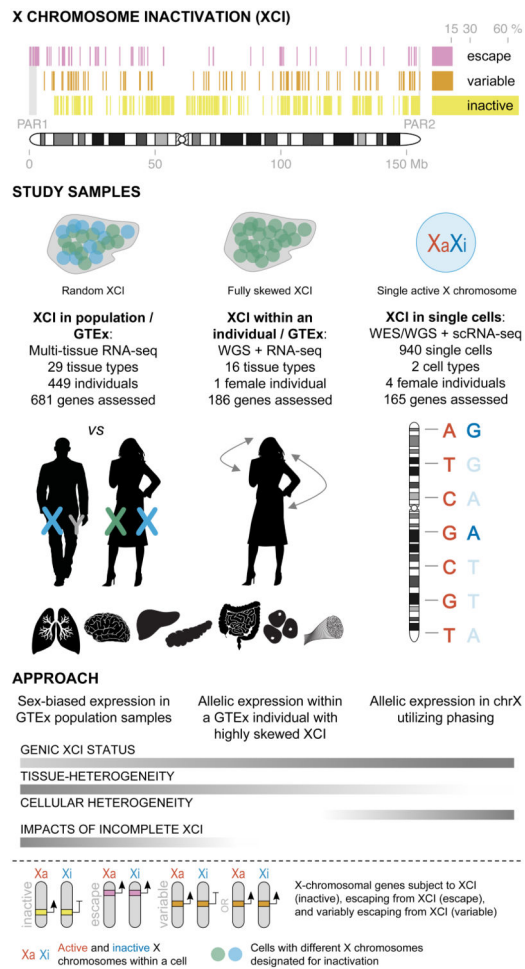 X CHROMOSOME INACTIVATION (XCI)
15 30 60 %
escape
variable
inactive
PAR1
PAR2
0 50 100 150 Mb
STUDY SAMPLES
XaXi
Random XCI
Fully skewed XCI
Single active X chromosome
XCI in population /
GTEx:
Multi-tissue RNA-seq
29 tissue types
449 individuals
681 genes assessed
XCI within an
individual / GTEx:
WGS + RNA-seq
16 tissue types
1 female individual
186 genes assessed
XCI in single cells:
WES/WGS + scRNA-seq
940 single cells
2 cell types
4 female individuals
165 genes assessed
vs
X Y X X
A G
T G
C A
G A
C T
G T
T A
APPROACH
Sex-biased expression in
GTEx population samples
Allelic expression within
a GTEx individual with
highly skewed XCI
Allelic expression in chrX
utilizing phasing
GENIC XCI STATUS
TISSUE-HETEROGENEITY
CELLULAR HETEROGENEITY
IMPACTS OF INCOMPLETE XCI
Xa Xi Xa Xi Xa Xi Xa Xi
inactive
escape
variable
OR
X-chromosomal genes subject to XCI
(inactive), escaping from XCI (escape),
and variably escaping from XCI (variable)
Xa Xi Active and inactive X
chromosomes within a cell
Cells with different X chromosomes
designated for inactivation